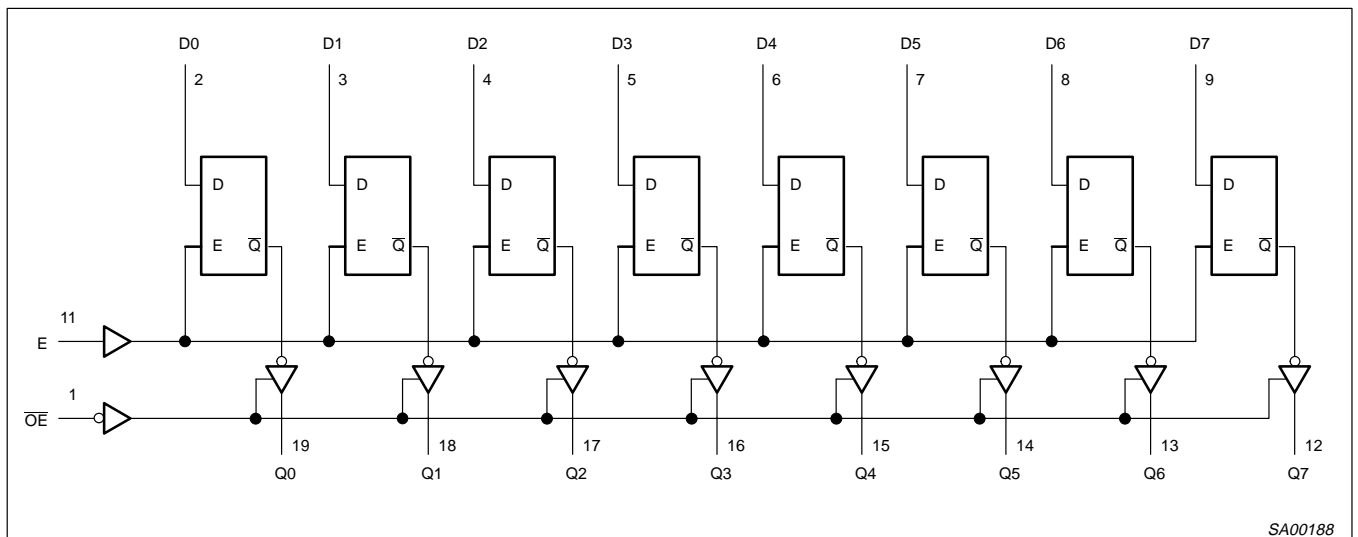 D0 D1 D2 D3 D4 D5 D6 D7
2 3 4 5 6 7 8 9
D D D D D D D D
E Q̅ E Q̅ E Q̅ E Q̅ E Q̅ E Q̅ E Q̅ E Q̅
11
E
1
O̅E̅
19 18 17 16 15 14 13 12
Q0 Q1 Q2 Q3 Q4 Q5 Q6 Q7
SA00188